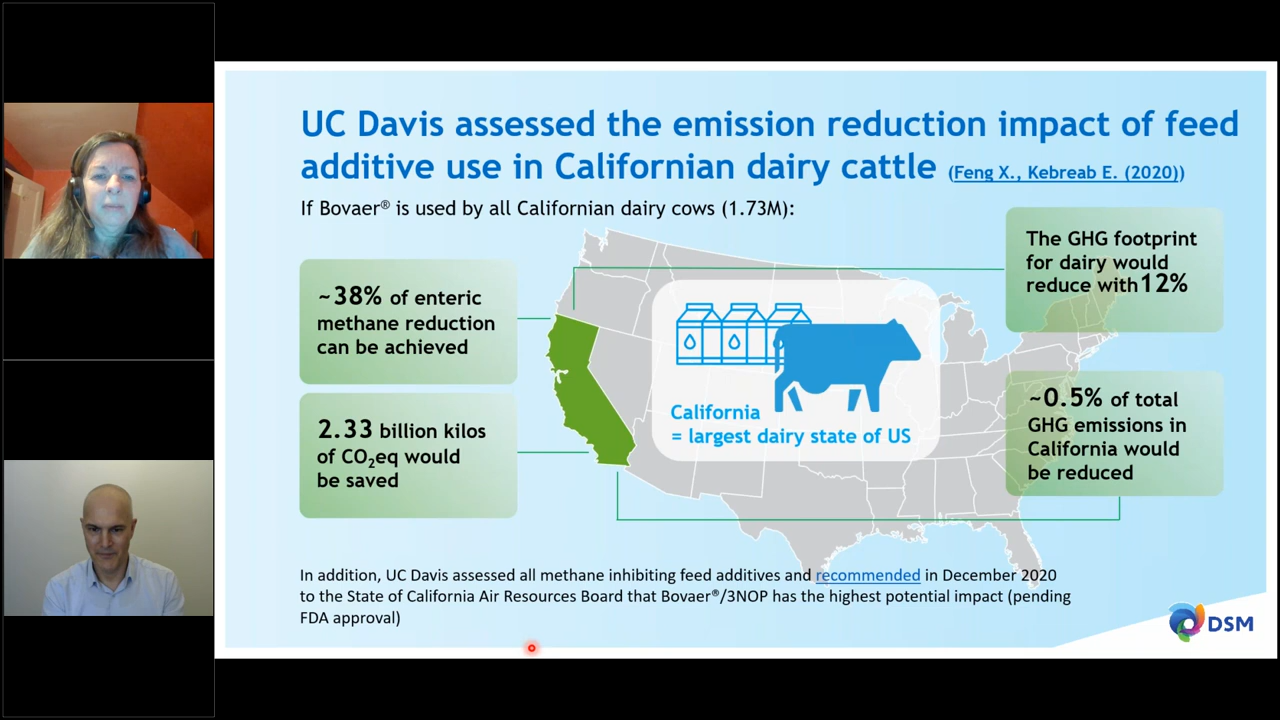 UC Davis assessed the emission reduction impact of feed
additive use in Californian dairy cattle (Feng X., Kebreab E. (2020))
If Bovaer® is used by all Californian dairy cows (1.73M):
~38% of enteric
methane reduction
can be achieved
2.33 billion kilos
of CO₂eq would
be saved
California
= largest dairy state of US
The GHG footprint
for dairy would
reduce with12%
~0.5% of total
GHG emissions in
California would
be reduced
In addition, UC Davis assessed all methane inhibiting feed additives and recommended in December 2020
to the State of California Air Resources Board that Bovaer®/3NOP has the highest potential impact (pending
FDA approval)
DSM